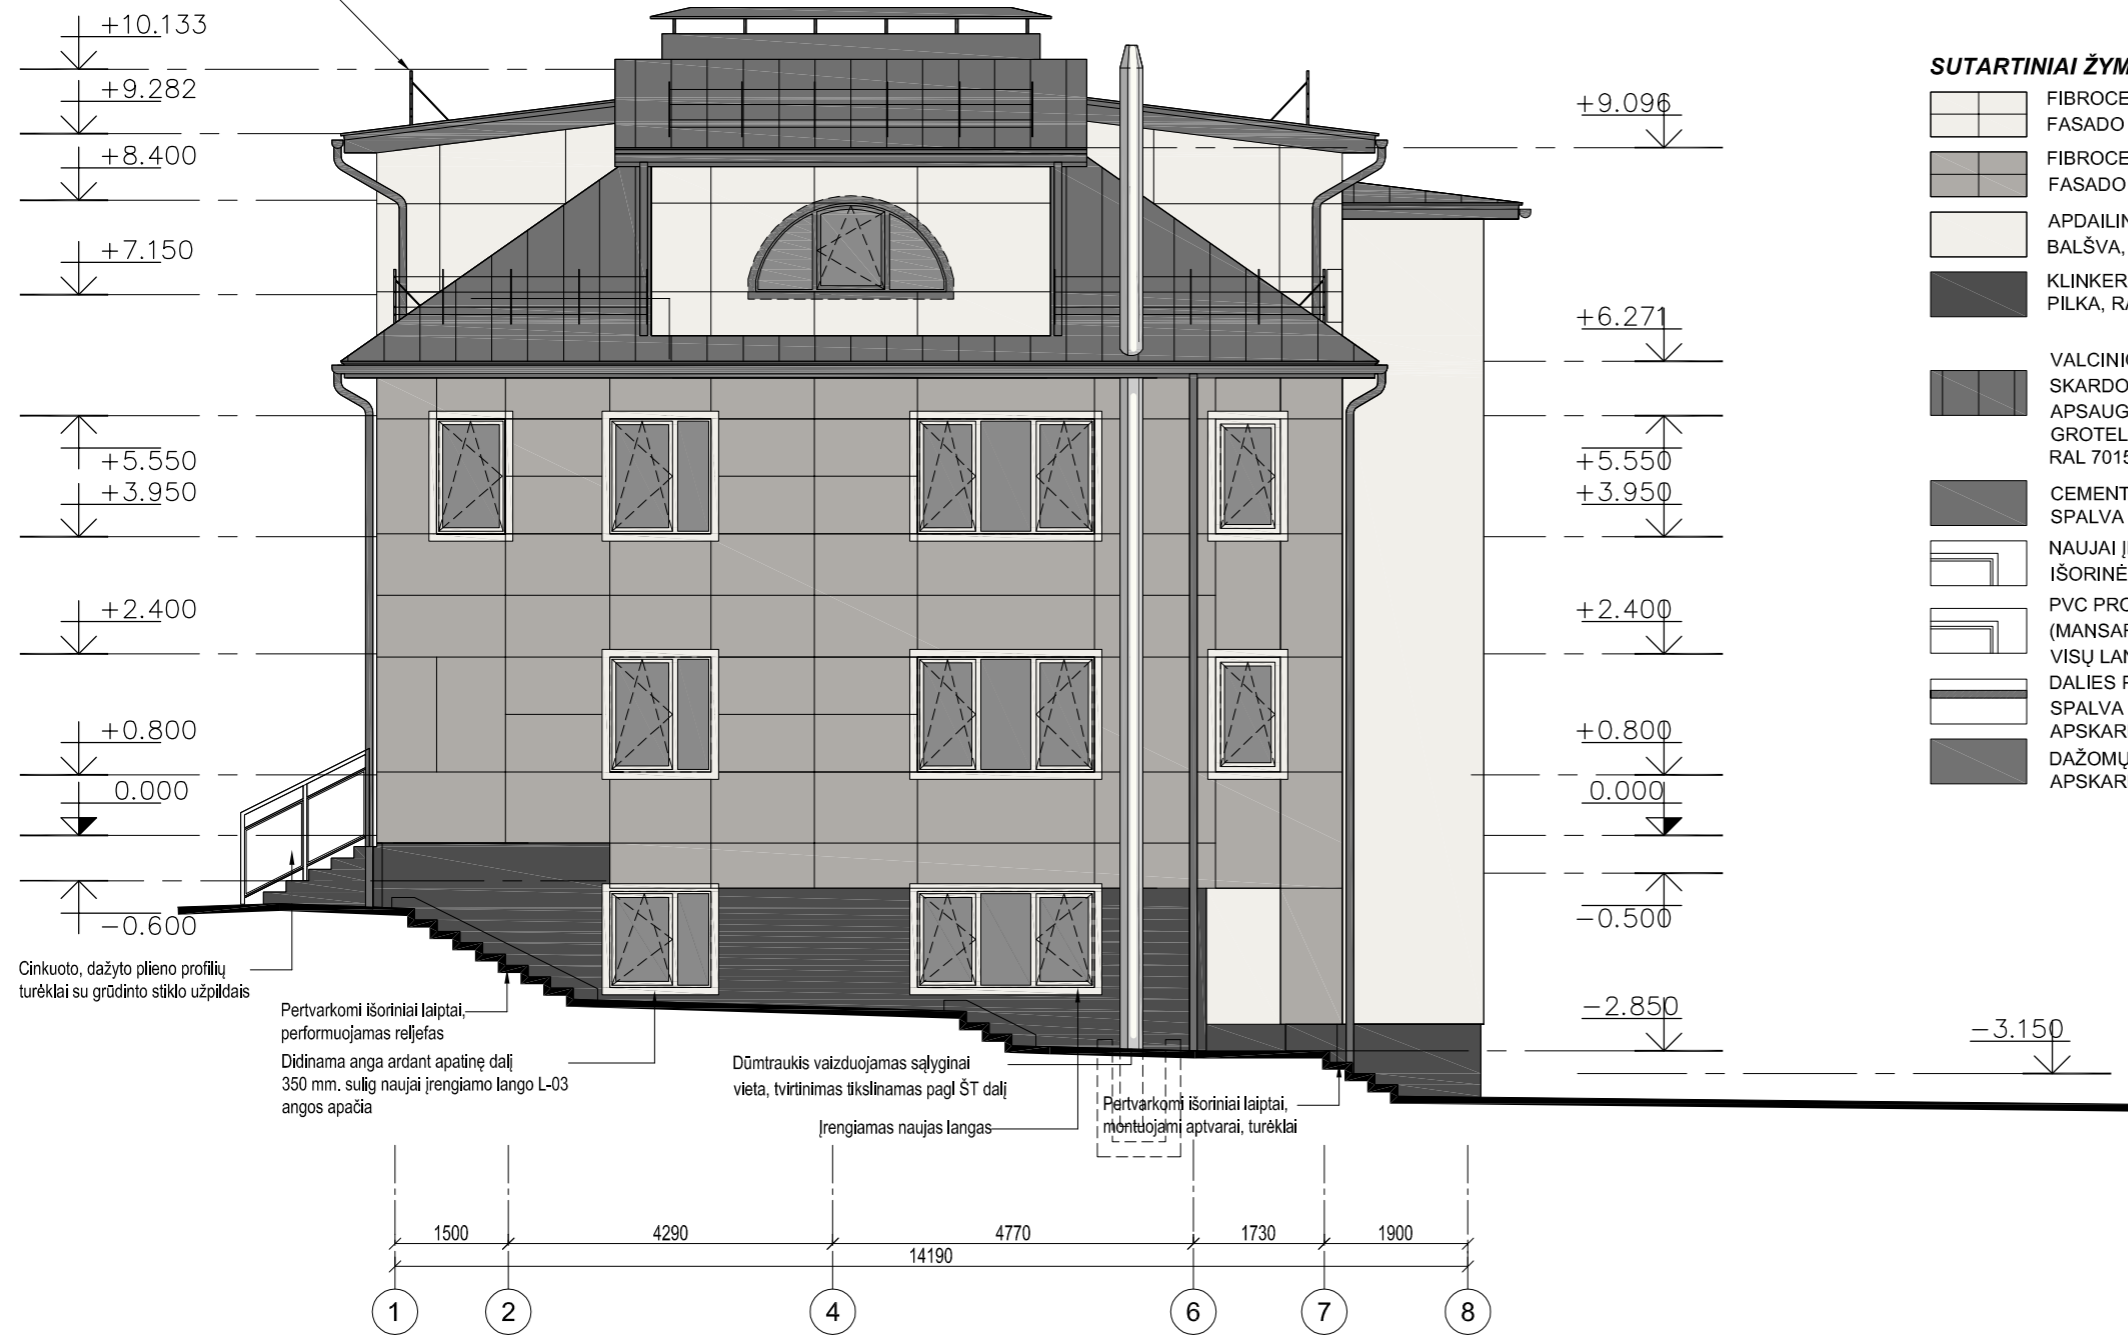 +10.133
+9.282
+8.400
+7.150
+5.550
+3.950
+2.400
+0.800
0.000
-0.600
+9.096
+6.271
+5.550
+3.950
+2.400
+0.800
0.000
-0.500
-2.850
-3.150
Cinkuoto, dažyto plieno profilių
turėklai su grūdinto stiklo užpildais
Pertvarkomi išoriniai laiptai,
performuojamas reljefas
Didinama anga ardant apatinę dalį
350 mm. sulig naujai įrengiamo lango L-03
angos apačia
Dūmtraukis vaizduojamas sąlyginai
vieta, tvirtinimas tikslinamas pagl ŠT dalį
Įrengiamas naujas langas
Pertvarkomi išoriniai laiptai,
montuojami aptvarai, turėklai
1500 4290 4770 1730 1900
14190
1 2 4 6 7 8
SUTARTINIAI ŽYM
FIBROCE
FASADO
FIBROCE
FASADO
APDAILIN
BALŠVA,
KLINKER
PILKA, RA
VALCINI
SKARDO
APSAUG
GROTEL
RAL 7015
CEMENT
SPALVA
NAUJAI Į
IŠORINĖ
PVC PRO
(MANSAR
VISŲ LAN
DALIES P
SPALVA
APSKAR
DAŽOMŲ
APSKAR